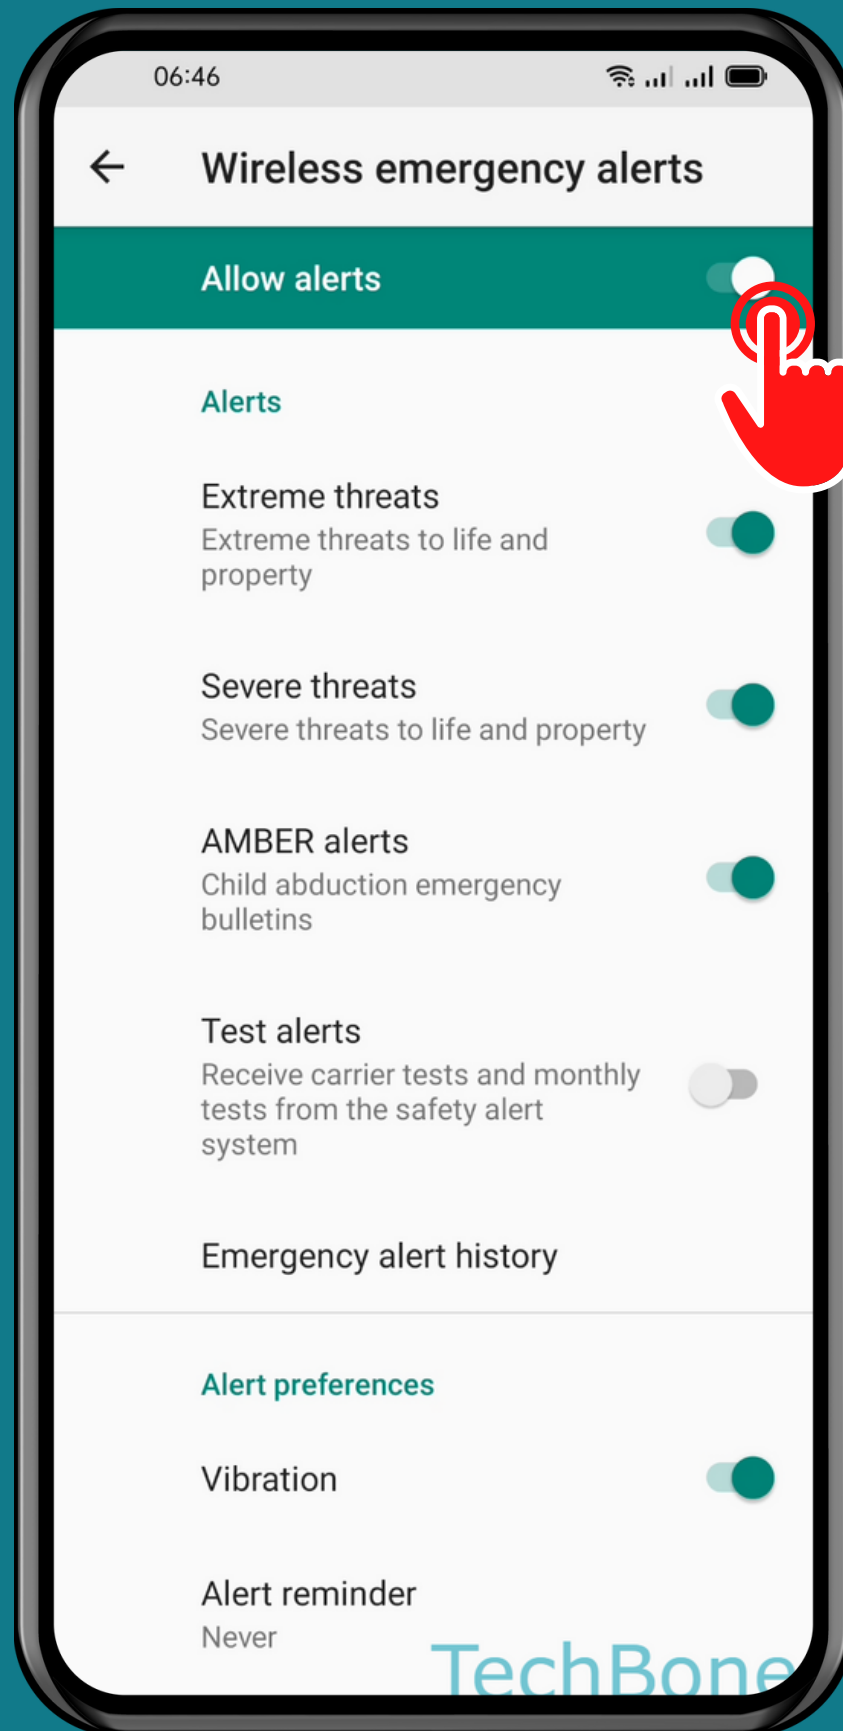 06:46
Wireless emergency alerts
Allow alerts
Alerts
Extreme threats
Extreme threats to life and
property
Severe threats
Severe threats to life and property
AMBER alerts
Child abduction emergency
bulletins
Test alerts
Receive carrier tests and monthly
tests from the safety alert
system
Emergency alert history
Alert preferences
Vibration
Alert reminder
Never
TechBone